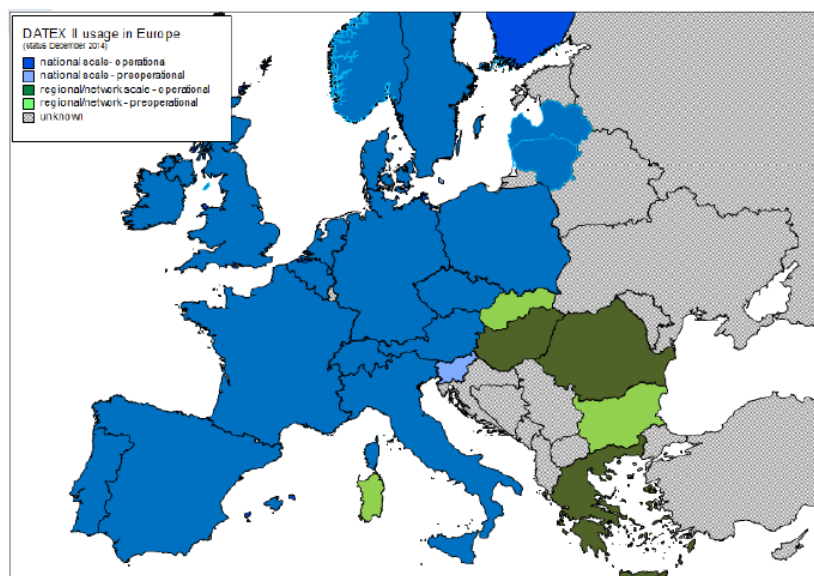 DATEX II usage in Europe
(status December 2014)
national scale - operational
national scale - preoperational
regional/network scale - operational
regional/network - preoperational
unknown